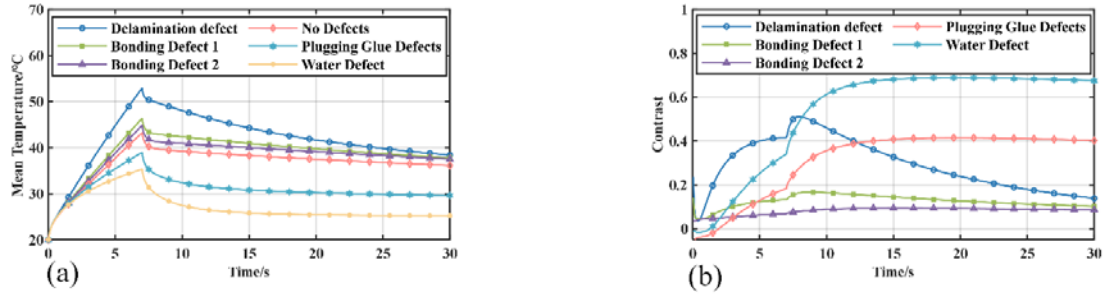 70
60
50
40
30
20
Mean Temperature/°C
Delamination defect
No Defects
Bonding Defect 1
Plugging Glue Defects
Bonding Defect 2
Water Defect
0 5 10 15 20 25 30
Time/s
(a)
Contrast
1
0.8
0.6
0.4
0.2
0
Contrast
Delamination defect
Plugging Glue Defects
Bonding Defect 1
Water Defect
Bonding Defect 2
0 5 10 15 20 25 30
Time/s
(b)